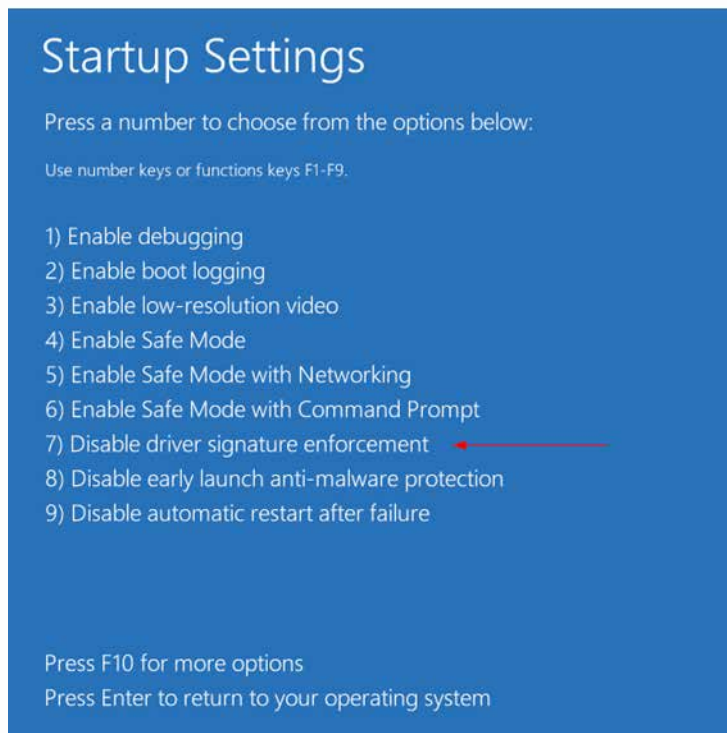 Startup Settings
Press a number to choose from the options below:
Use number keys or functions keys F1-F9.
1) Enable debugging
2) Enable boot logging
3) Enable low-resolution video
4) Enable Safe Mode
5) Enable Safe Mode with Networking
6) Enable Safe Mode with Command Prompt
7) Disable driver signature enforcement
8) Disable early launch anti-malware protection
9) Disable automatic restart after failure
Press F10 for more options
Press Enter to return to your operating system